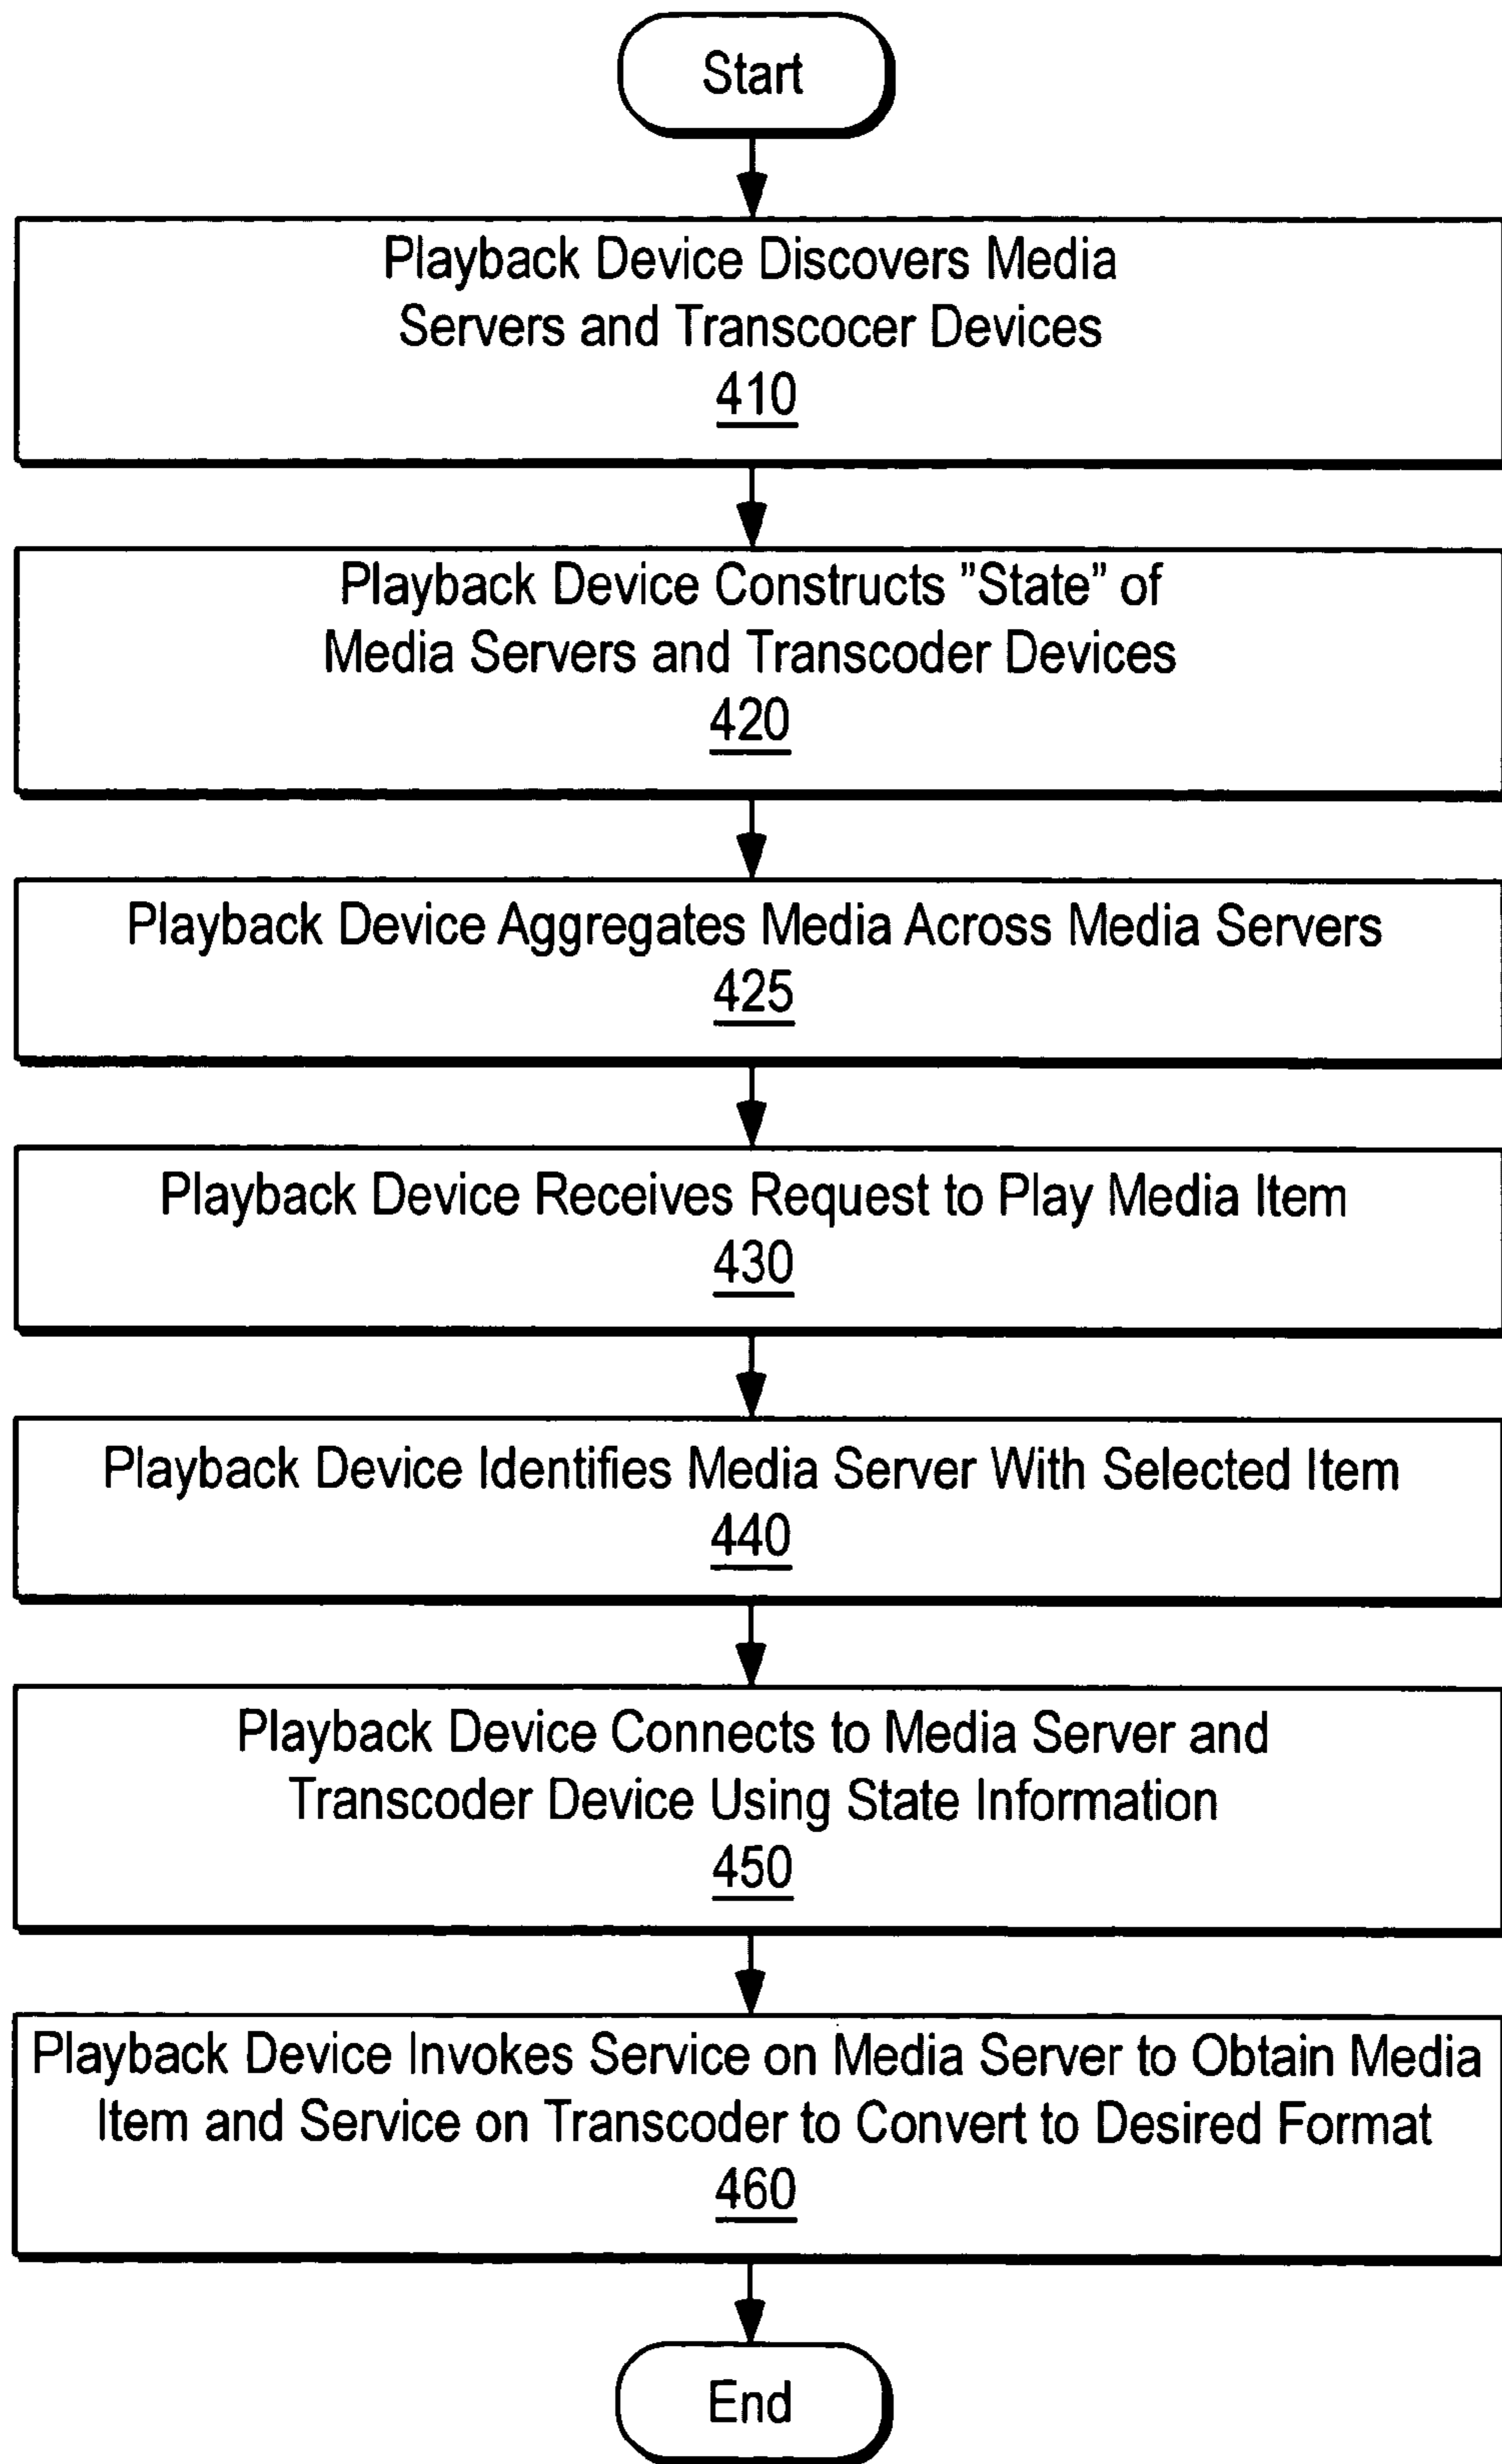 Start
Playback Device Discovers Media
Servers and Transcocer Devices
410
Playback Device Constructs ”State” of
Media Servers and Transcoder Devices
420
Playback Device Aggregates Media Across Media Servers
425
Playback Device Receives Request to Play Media Item
430
Playback Device Identifies Media Server With Selected Item
440
Playback Device Connects to Media Server and
Transcoder Device Using State Information
450
Playback Device Invokes Service on Media Server to Obtain Media
Item and Service on Transcoder to Convert to Desired Format
460
End